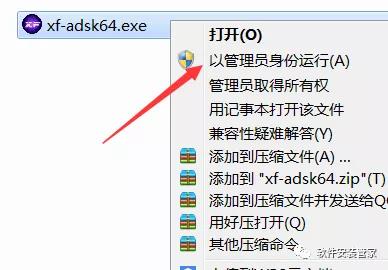 xf-adsk64.exe
打开(O)
以管理员身份运行(A)
管理员取得所有权
用记事本打开该文件
兼容性疑难解答(Y)
添加到压缩文件(A) ...
添加到 "xf-adsk64.zip"(T)
添加到压缩文件并发送给QQ
用好压打开(Q)
其他压缩命令
软件安装管家